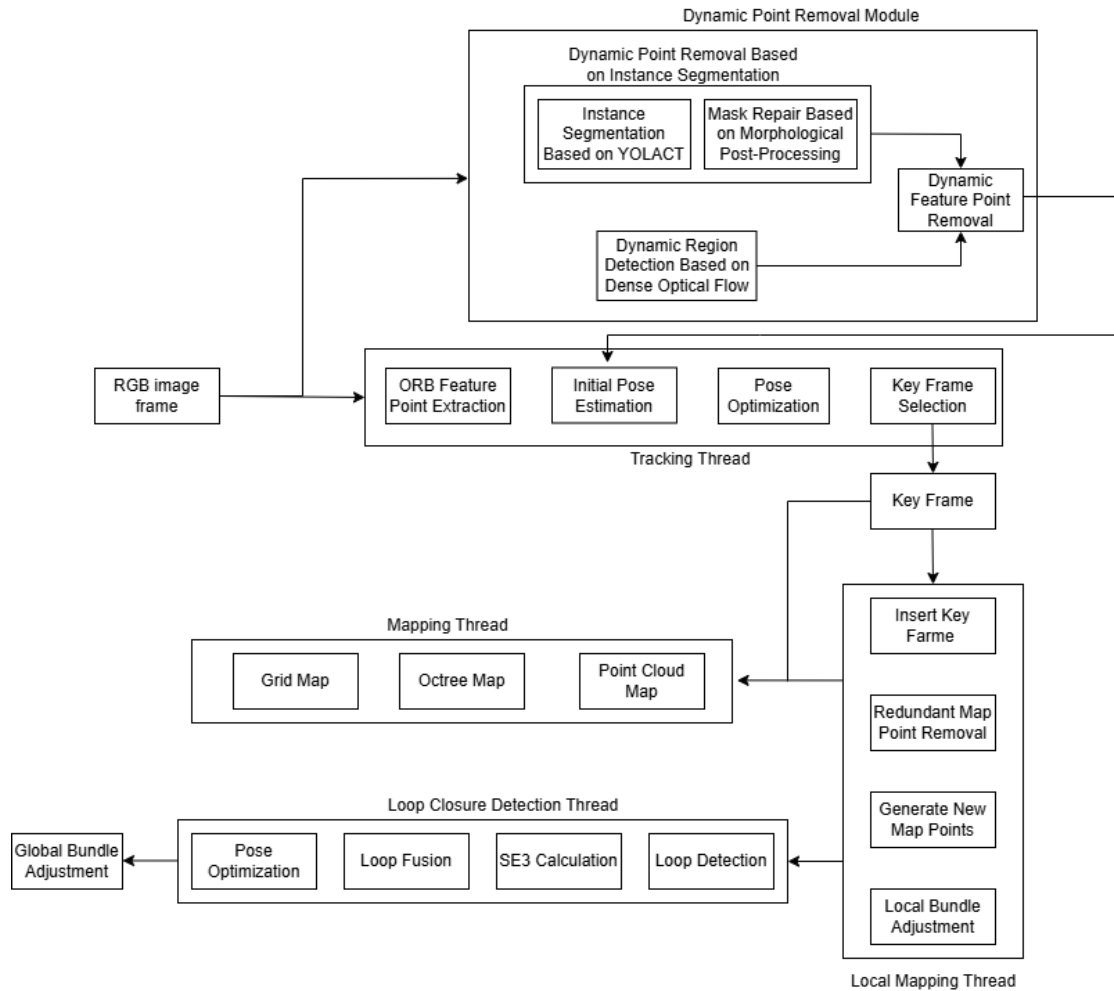 Dynamic Point Removal Module
Dynamic Point Removal Based
on Instance Segmentation
Instance
Segmentation
Based on YOLACT
Mask Repair Based
on Morphological
Post-Processing
Dynamic
Feature Point
Removal
Dynamic Region
Detection Based on
Dense Optical Flow
RGB image
frame
ORB Feature
Point Extraction
Initial Pose
Estimation
Pose
Optimization
Key Frame
Selection
Tracking Thread
Key Frame
Insert Key
Farme
Mapping Thread
Grid Map
Octree Map
Point Cloud
Map
Redundant Map
Point Removal
Generate New
Map Points
Loop Closure Detection Thread
Global Bundle
Adjustment
Pose
Optimization
Loop Fusion
SE3 Calculation
Loop Detection
Local Bundle
Adjustment
Local Mapping Thread